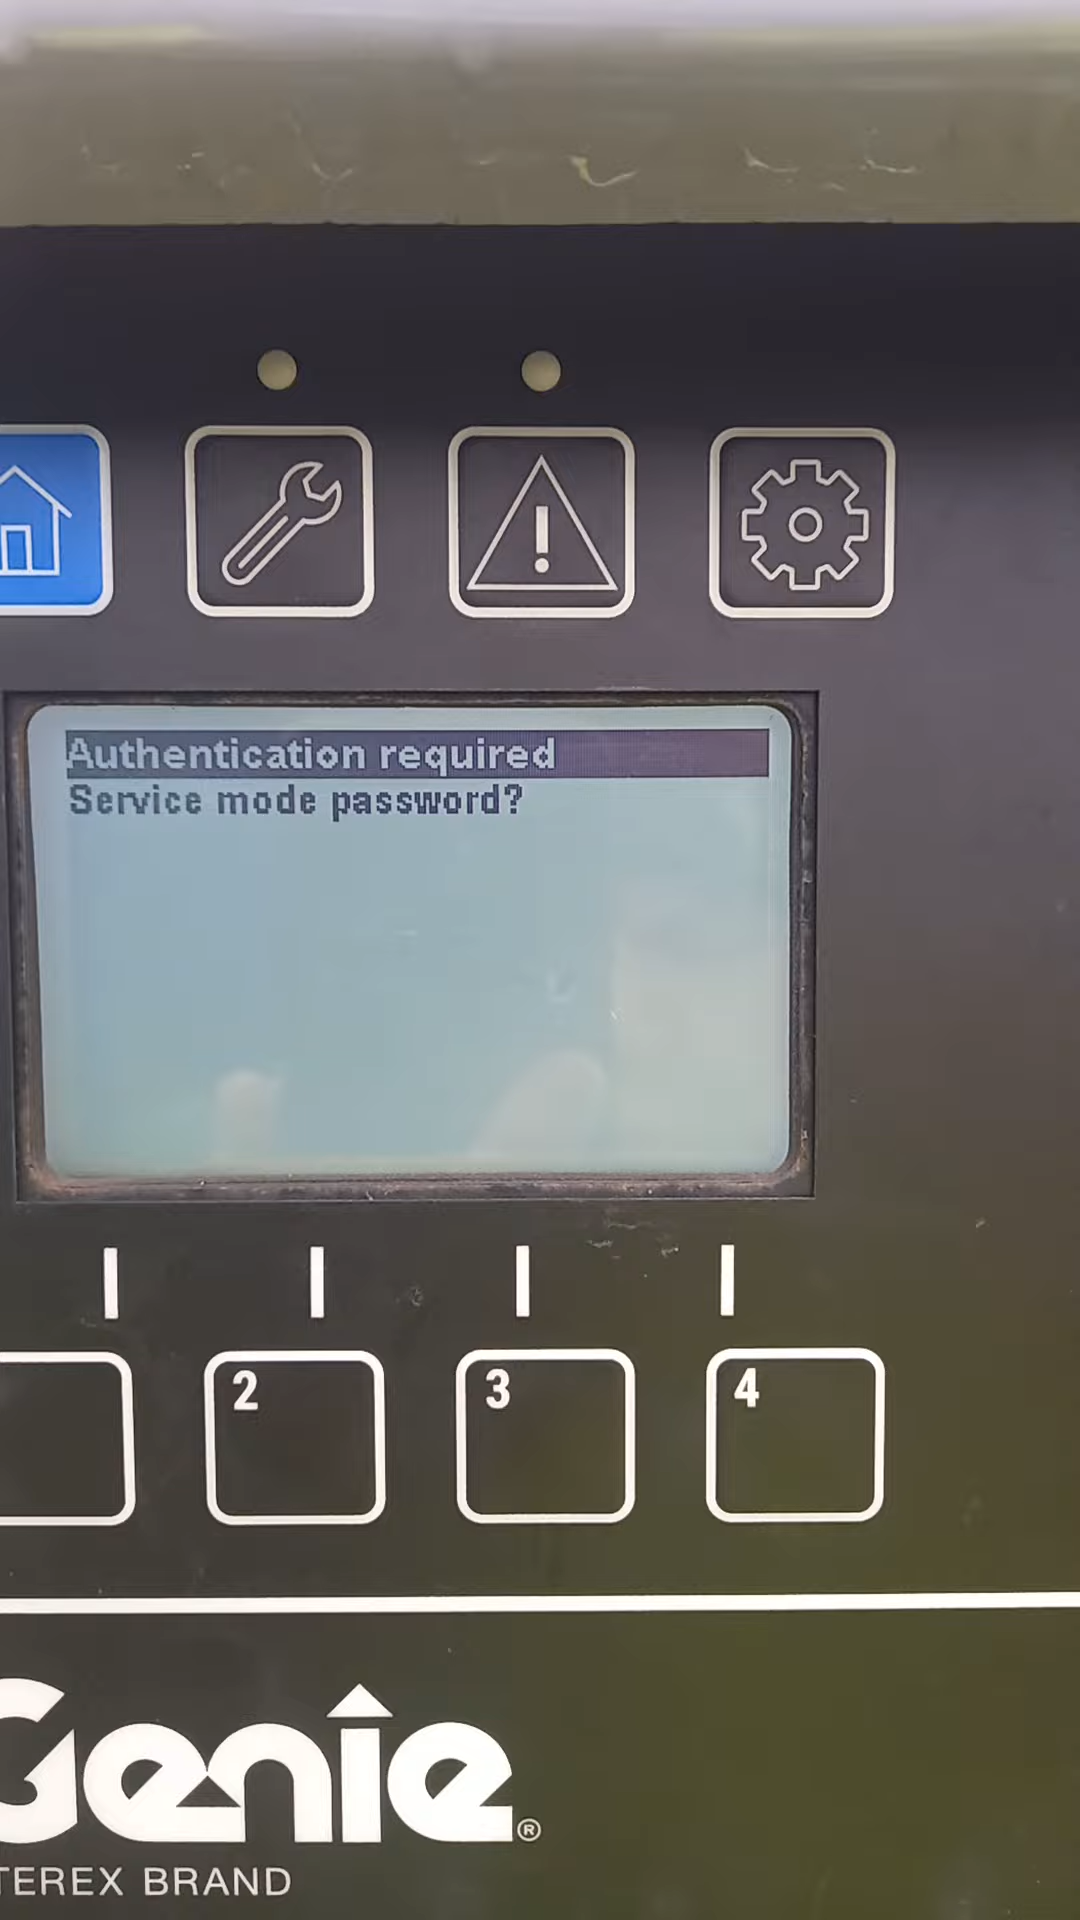 Authentication required
Service mode password?
2
3
4
Genie®
TEREX BRAND